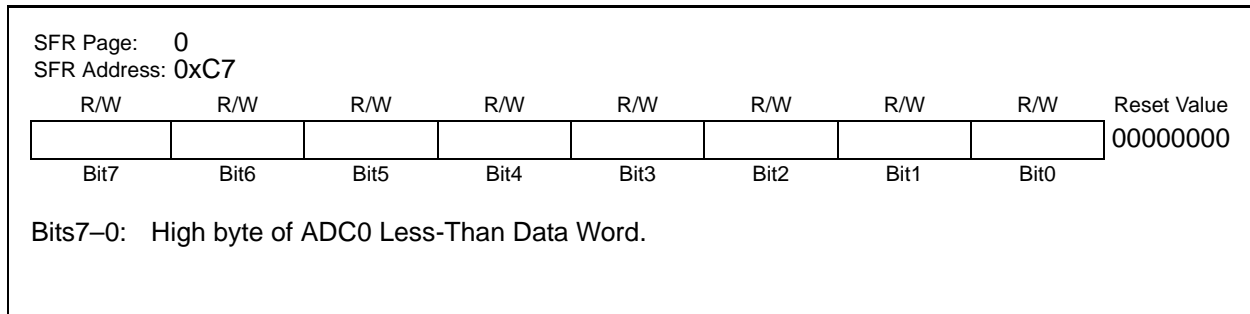 SFR Page: 0
SFR Address: 0xC7
R/W R/W R/W R/W R/W R/W R/W R/W Reset Value
00000000
Bit7 Bit6 Bit5 Bit4 Bit3 Bit2 Bit1 Bit0
Bits7–0: High byte of ADC0 Less-Than Data Word.